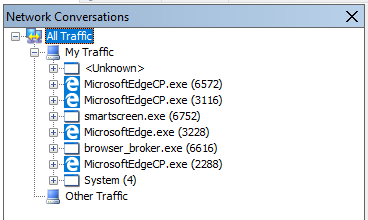 Network Conversations
All Traffic
My Traffic
<Unknown>
MicrosoftEdgeCP.exe (6572)
MicrosoftEdgeCP.exe (3116)
smartscreen.exe (6752)
MicrosoftEdge.exe (3228)
browser_broker.exe (6616)
MicrosoftEdgeCP.exe (2288)
System (4)
Other Traffic